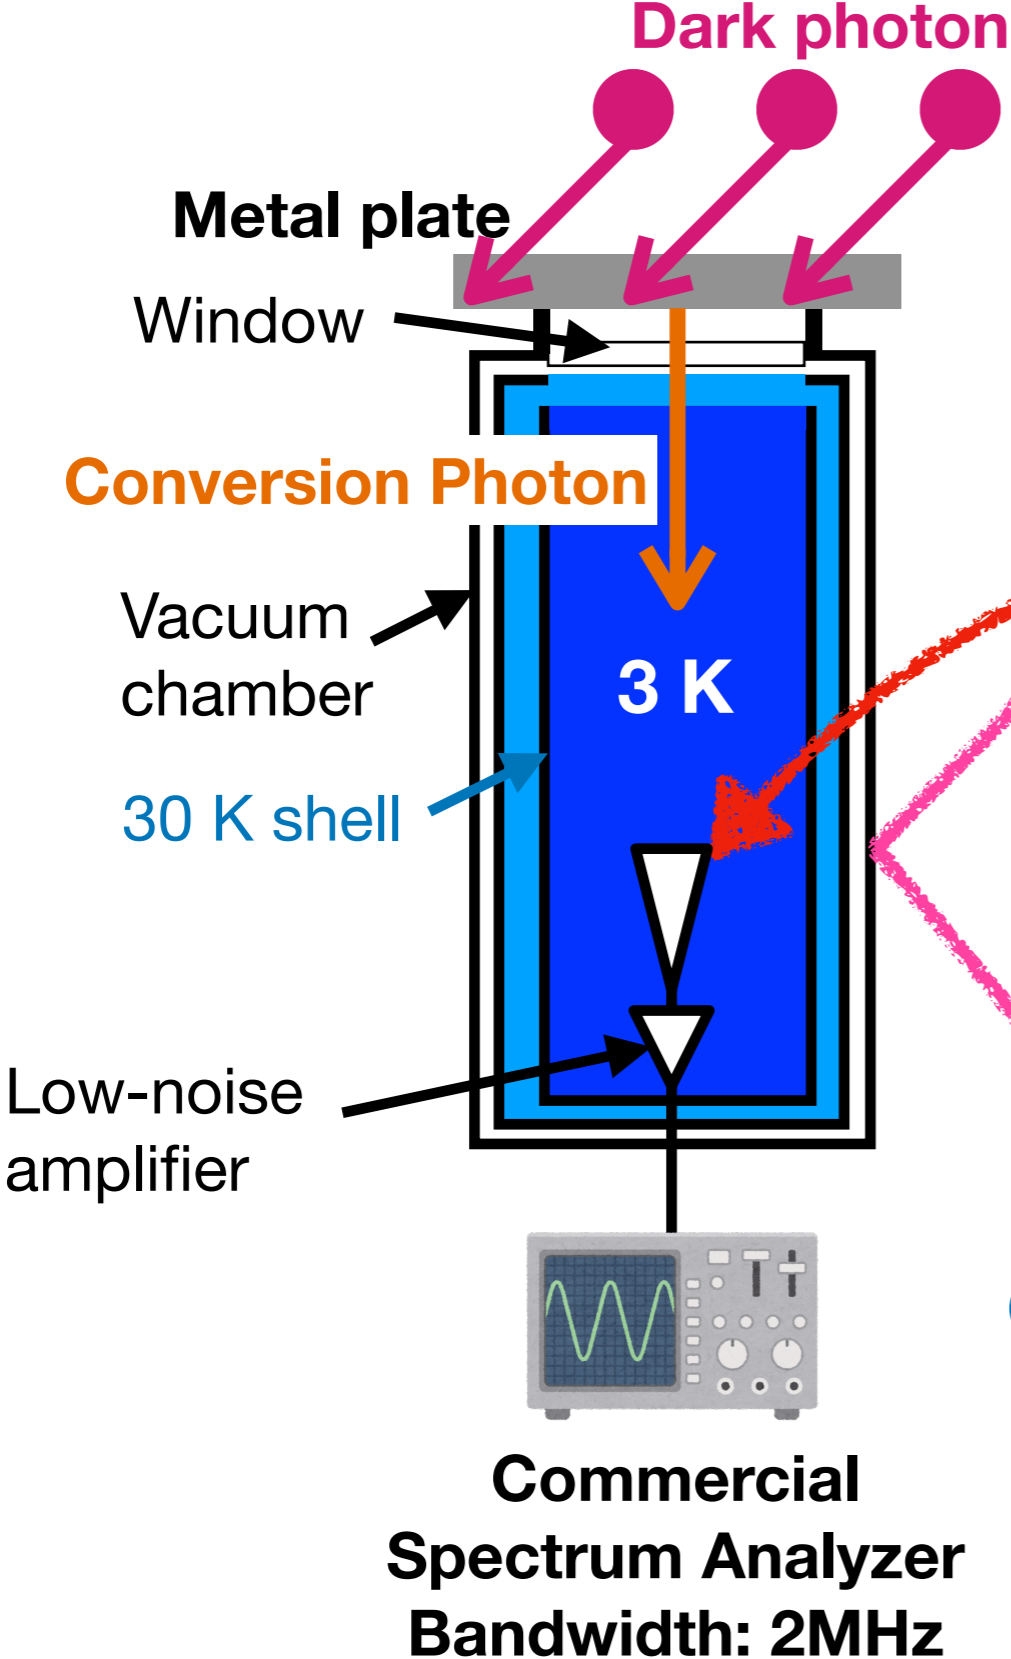 Dark photon
Metal plate
Window
Conversion Photon
Vacuum
chamber
3 K
30 K shell
Low-noise
amplifier
Commercial
Spectrum Analyzer
Bandwidth: 2MHz